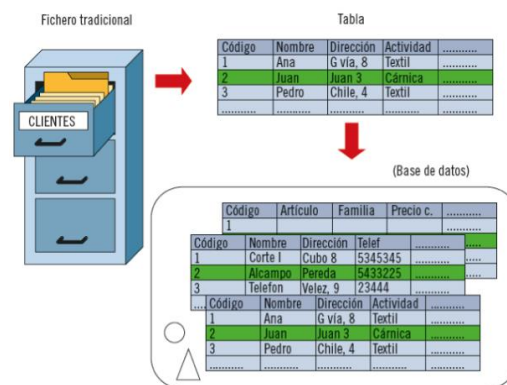 Fichero tradicional
CLIENTES
Tabla
Código Nombre Dirección Actividad ...........
1 Ana G vía, 8 Textil ...........
2 Juan Juan 3 Cárnica ...........
3 Pedro Chile, 4 Textil ...........
........... ........... ........... ........... ...........
(Base de datos)
Código Artículo Familia Precio c. ...........
1 ...........
Código Nombre Dirección Telef ...........
1 Corte I Cubo 8 5345345 ...........
2 Alcampo Pereda 5433225 ...........
3 Telefon Velez, 9 23444 ...........
Código Nombre Dirección Actividad ...........
1 Ana G vía, 8 Textil ...........
2 Juan Juan 3 Cárnica ...........
3 Pedro Chile, 4 Textil ...........
........... ........... ........... ........... ...........